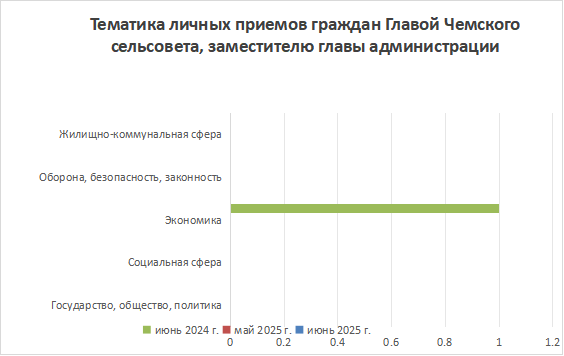 Тематика личных приемов граждан Главой Чемского
сельсовета, заместителю главы администрации
Жилищно-коммунальная сфера
Оборона, безопасность, законность
Экономика
Социальная сфера
Государство, общество, политика
июнь 2024 г. май 2025 г. июнь 2025 г.
0 0.2 0.4 0.6 0.8 1 1.2